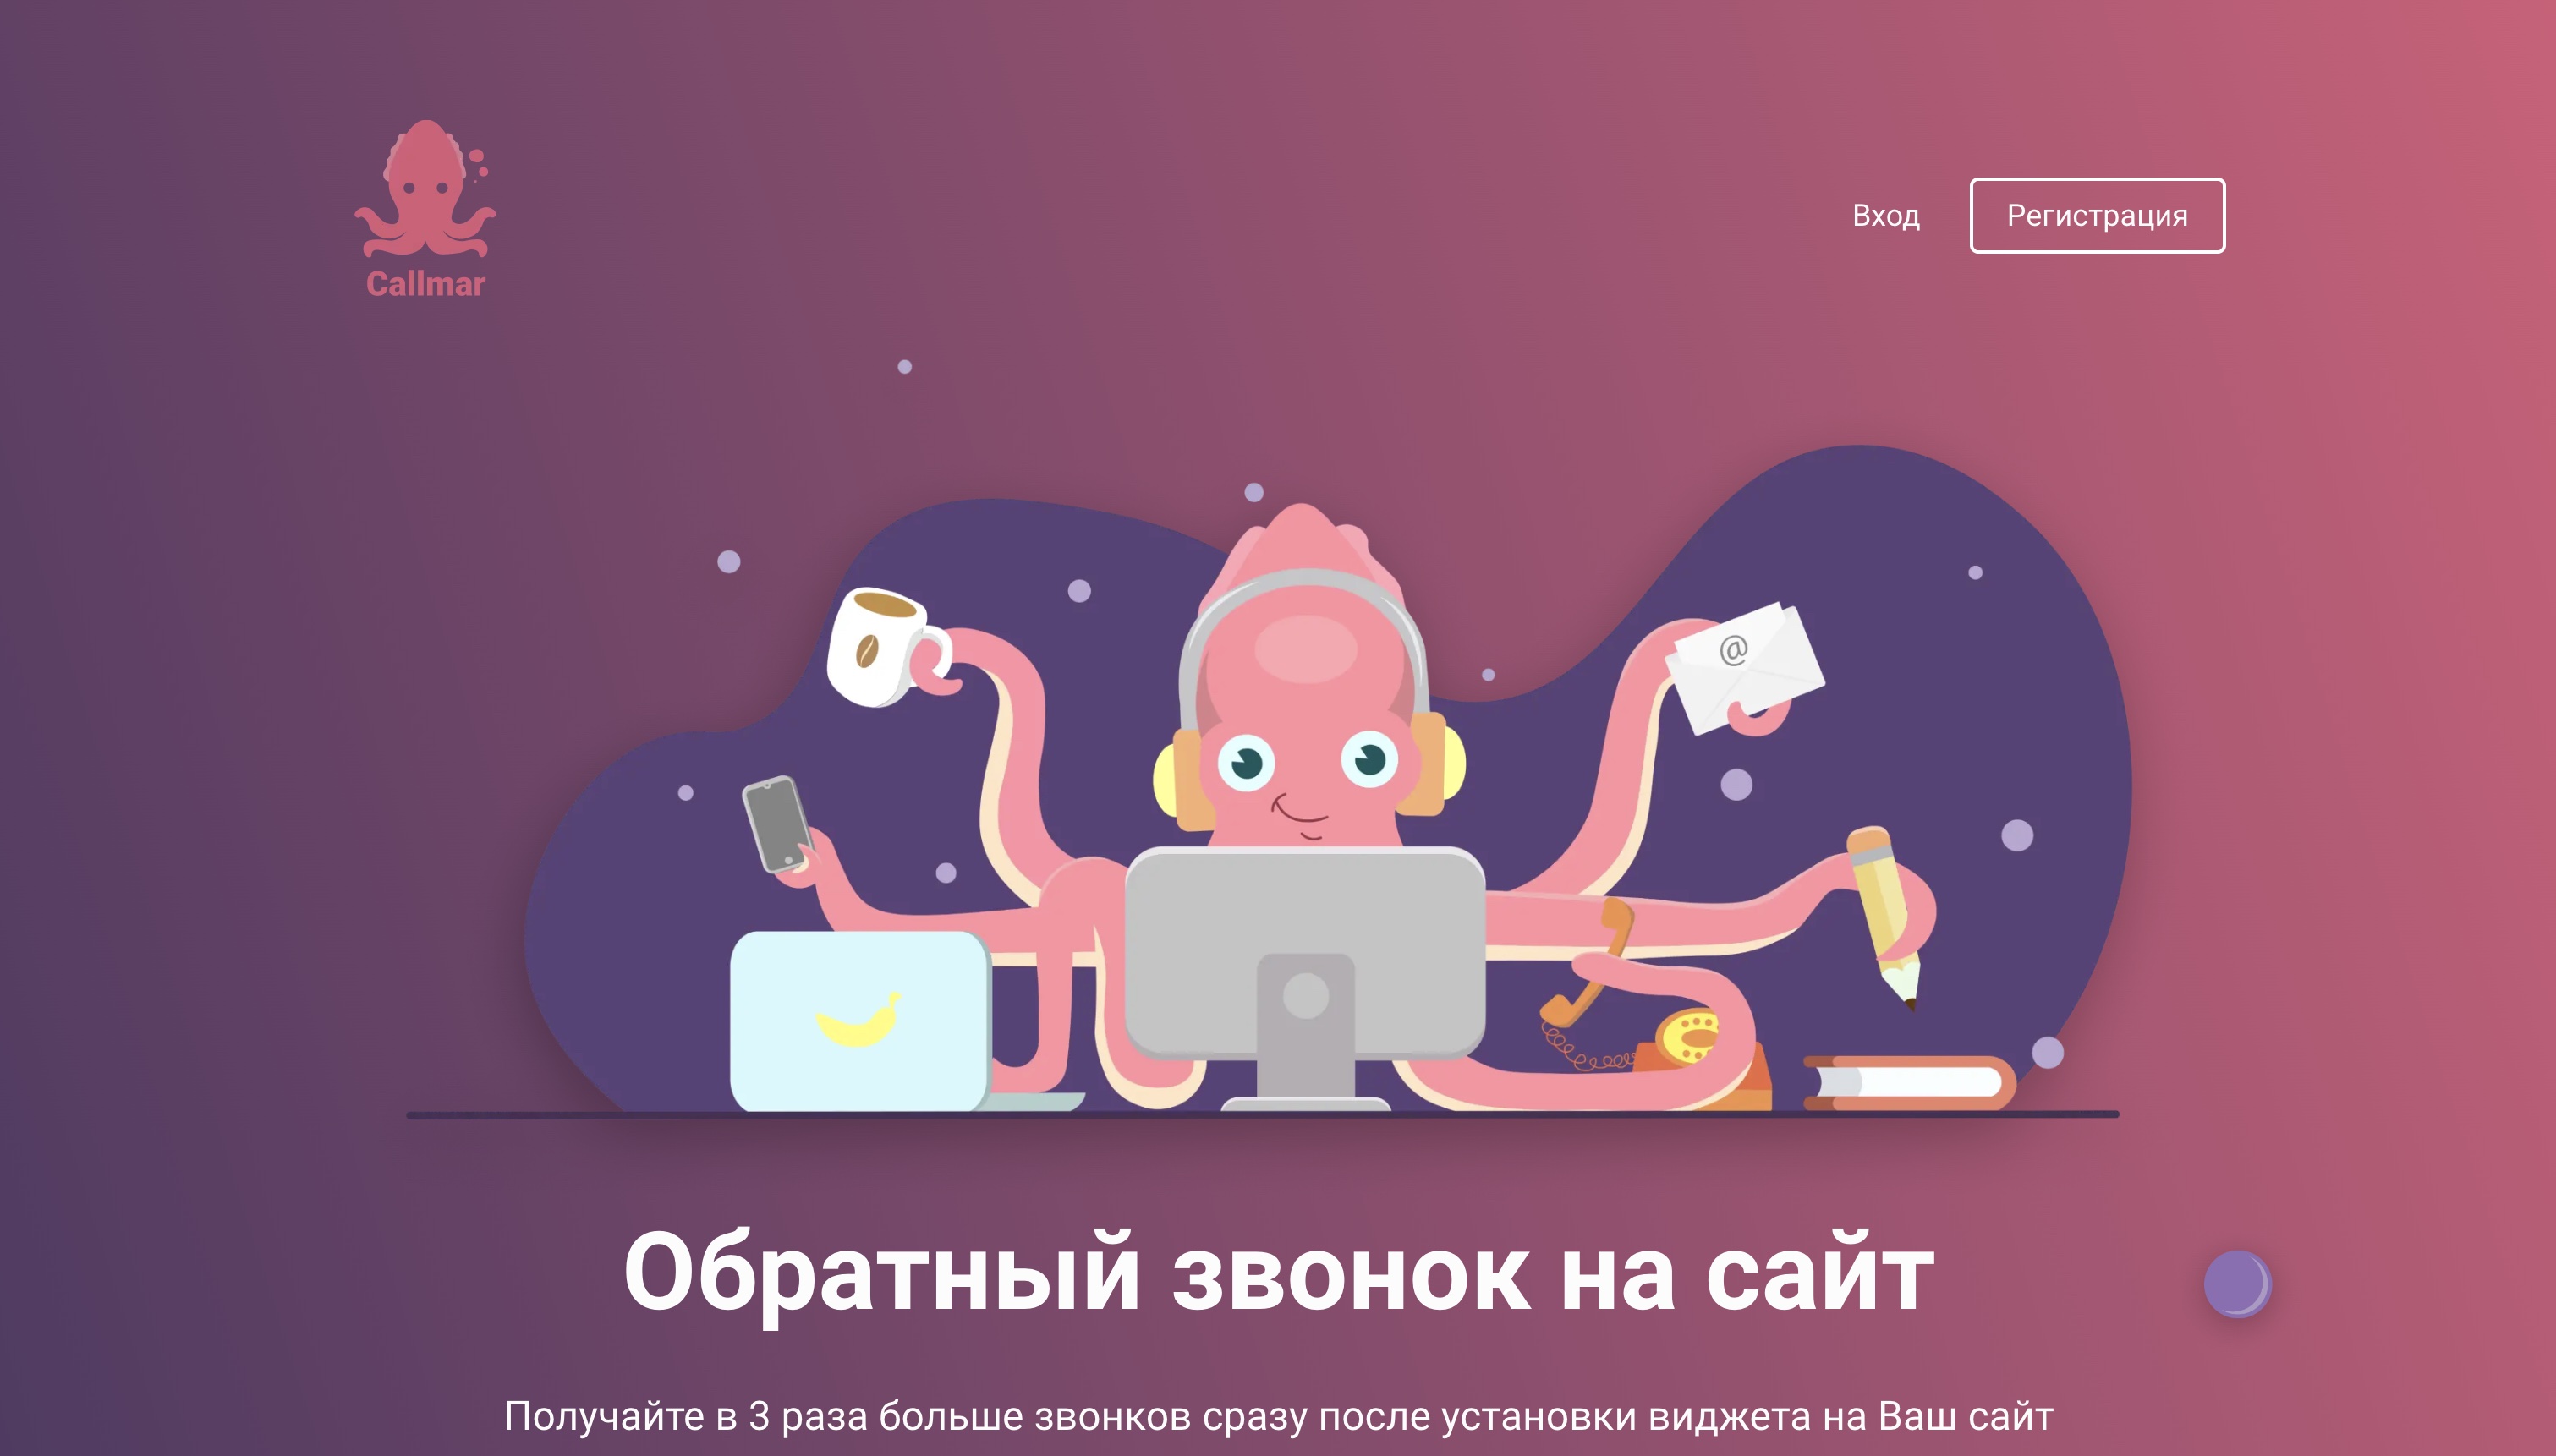 Callmar
Вход
Регистрация
@
Обратный звонок на сайт
Получайте в 3 раза больше звонков сразу после установки виджета на Ваш сайт